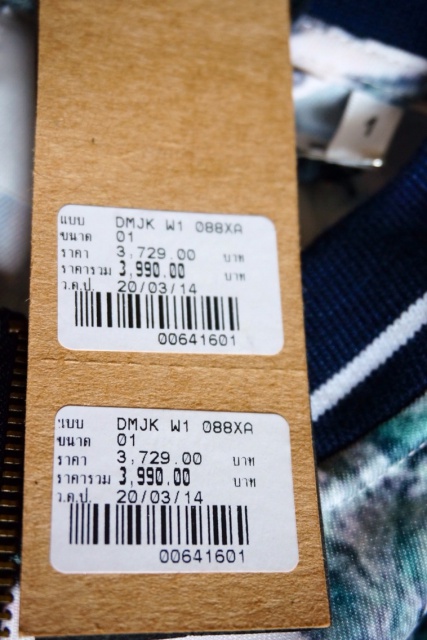 1
แบบ DMJK W1 088XA
ขนาด 01
ราคา 3,729.00 บาท
ราคารวม 3,990.00 บาท
ว.ด.ป. 20/03/14
00641601
แบบ DMJK W1 088XA
ขนาด 01
ราคา 3,729.00 บาท
ราคารวม 3,990.00 บาท
ว.ด.ป. 20/03/14
00641601